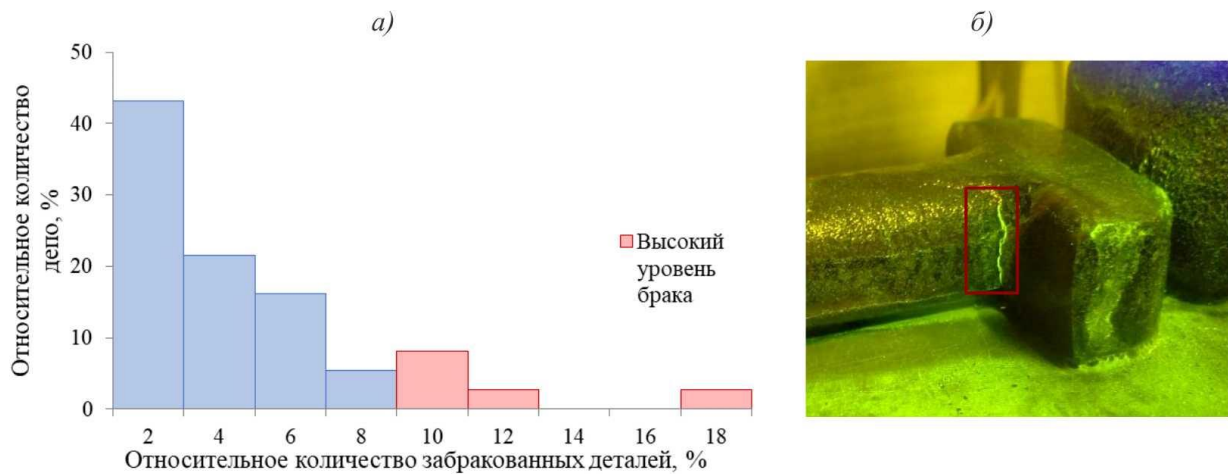 а)
б)
Относительное количество
депо, %
50
40
30
20
10
0
2 4 6 8 10 12 14 16 18
Относительное количество забракованных деталей, %
Высокий
уровень
брака